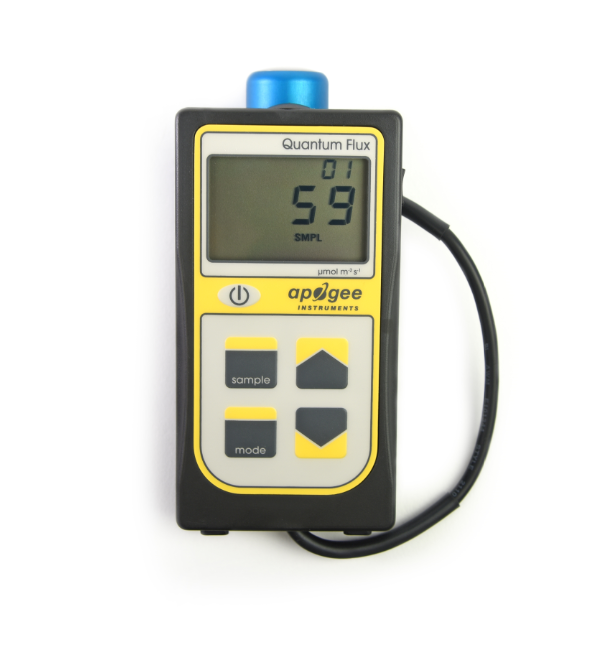 Quantum Flux
01
59
SMPL
µmol m⁻² s⁻¹
apogee
INSTRUMENTS
sample
mode